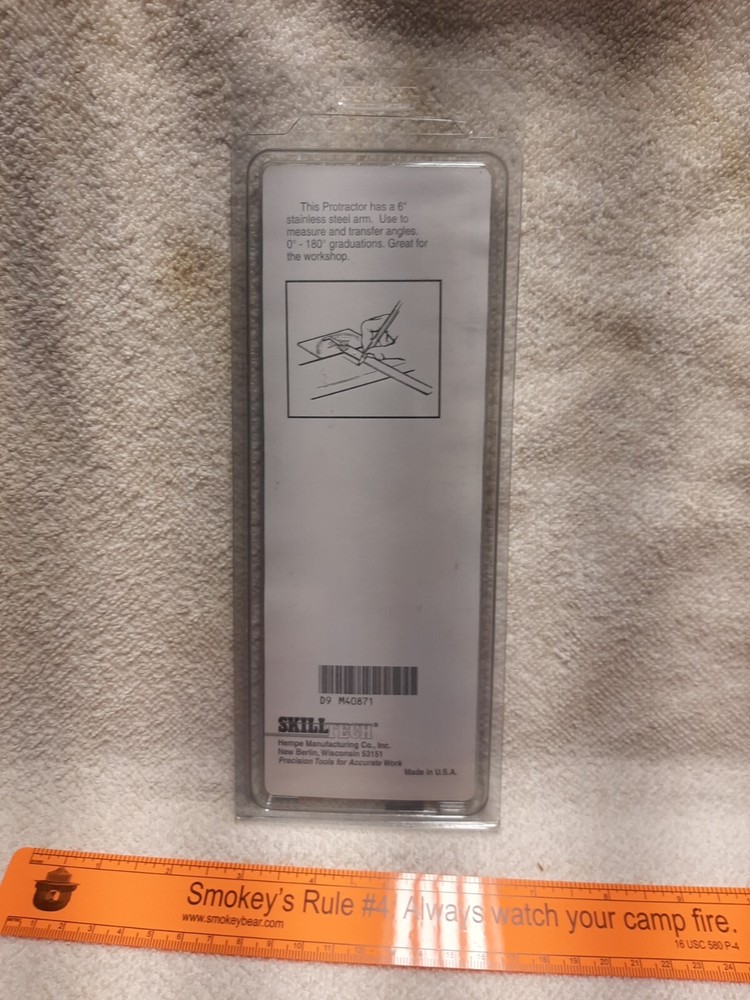 This Protractor has a 6"
stainless steel arm. Use to
measure and transfer angles.
0° - 180° graduations. Great for
the workshop.
D9 M40871
SKILLTECH®
Hempe Manufacturing Co., Inc.
New Berlin, Wisconsin 53151
Precision Tools for Accurate Work
Made in U.S.A.
Smokey's Rule #4, Always watch your camp fire.
www.smokeybear.com
16 USC 580 P-4